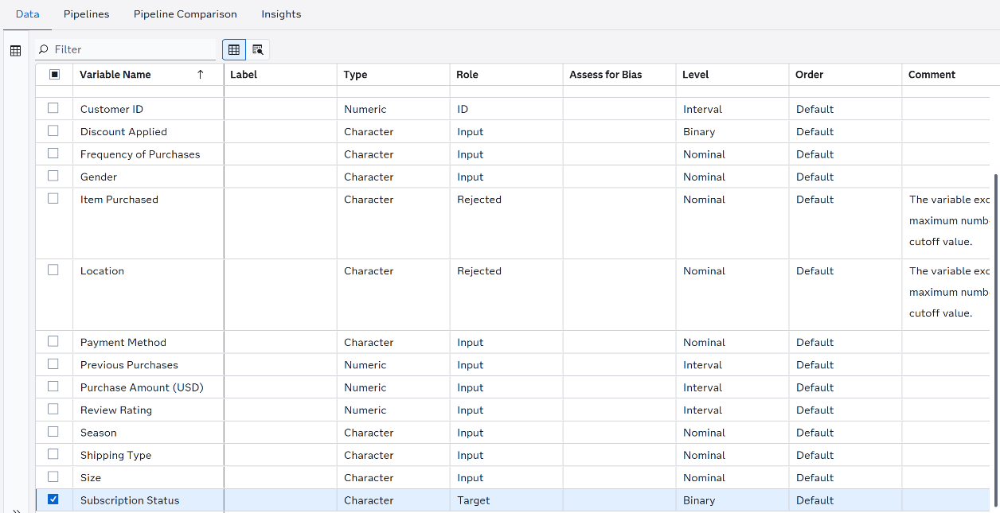 Data Pipelines Pipeline Comparison Insights
Filter
Variable Name Label Type Role Assess for Bias Level Order Comment
Customer ID Numeric ID Interval Default
Discount Applied Character Input Binary Default
Frequency of Purchases Character Input Nominal Default
Gender Character Input Nominal Default
Item Purchased Character Rejected Nominal Default The variable exc
maximum numb
cutoff value.
Location Character Rejected Nominal Default The variable exc
maximum numb
cutoff value.
Payment Method Character Input Nominal Default
Previous Purchases Numeric Input Interval Default
Purchase Amount (USD) Numeric Input Interval Default
Review Rating Numeric Input Interval Default
Season Character Input Nominal Default
Shipping Type Character Input Nominal Default
Size Character Input Nominal Default
Subscription Status Character Target Binary Default